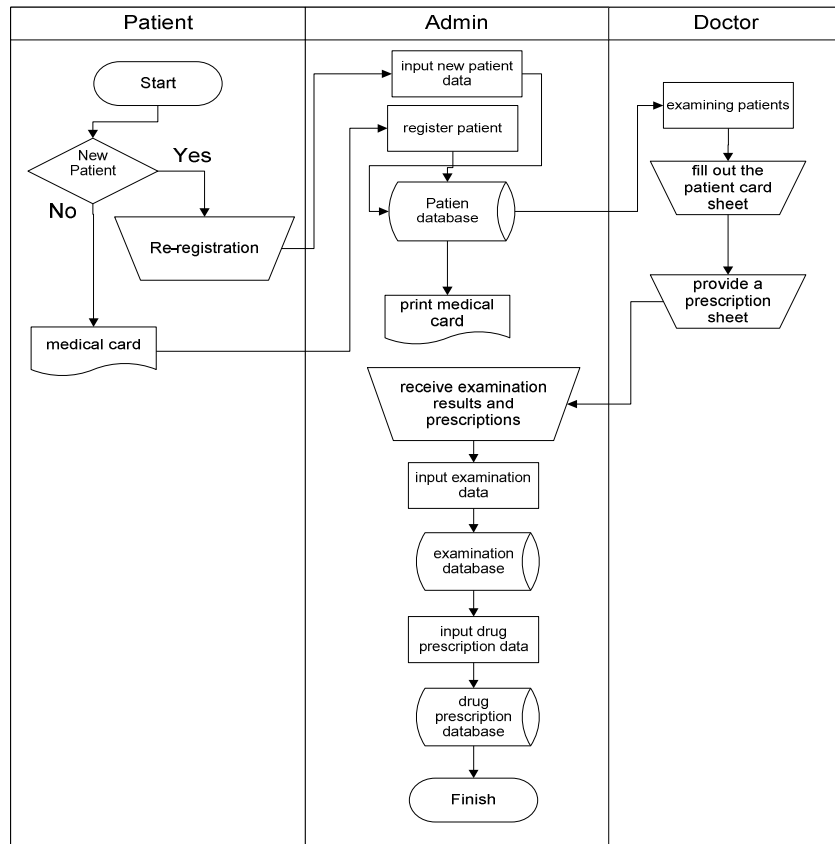 Patient
Admin
Doctor
Start
New
Patient
Yes
No
Re-registration
medical card
input new patient
data
register patient
Patien
database
print medical
card
examining patients
fill out the
patient card
sheet
provide a
prescription
sheet
receive examination
results and
prescriptions
input examination
data
examination
database
input drug
prescription data
drug
prescription
database
Finish